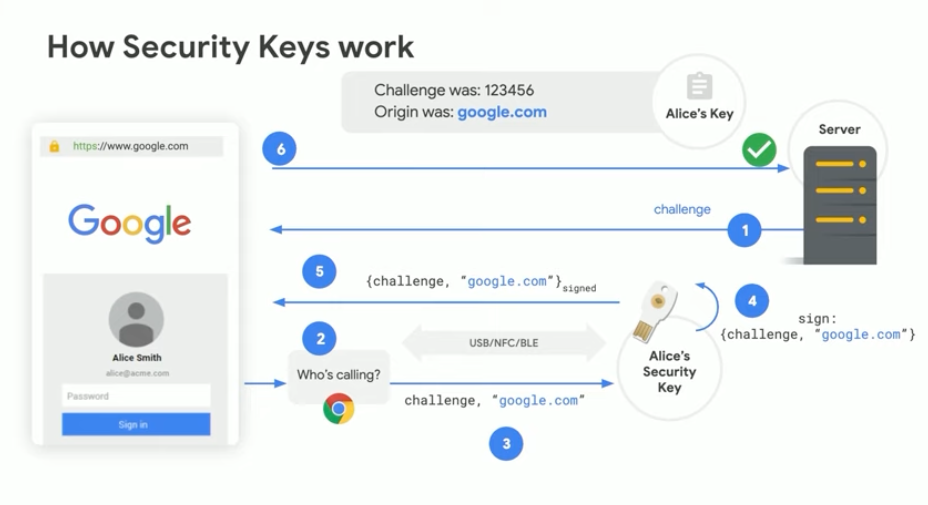 How Security Keys work
Challenge was: 123456
Origin was: google.com
Alice's Key
Server
https://www.google.com
6
challenge
1
Google
5
{challenge, "google.com"}signed
4
sign:
{challenge, "google.com"}
2
USB/NFC/BLE
Who's calling?
Alice's
Security
Key
challenge, "google.com"
3
Alice Smith
alice@acme.com
Password
Sign in